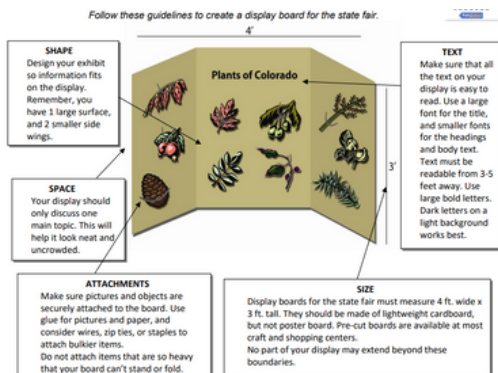 Follow these guidelines to create a display board for the state fair.
4'
SHAPE
Design your exhibit
so information fits
on the display.
Remember, you
have 1 large surface,
and 2 smaller side
wings.
Plants of Colorado
TEXT
Make sure that all
the text on your
display is easy to
read. Use a large
font for the title,
and smaller fonts
for the headings
and body text.
Text must be
readable from 3-5
feet away. Use
large bold letters.
Dark letters on a
light background
works best.
3'
SPACE
Your display should
only discuss one
main topic. This will
help it look neat and
uncrowded.
ATTACHMENTS
Make sure pictures and objects are
securely attached to the board. Use
glue for pictures and paper, and
consider wires, zip ties, or staples to
attach bulkier items.
Do not attach items that are so heavy
that your board can't stand or fold.
SIZE
Display boards for the state fair must measure 4 ft. wide x
3 ft. tall. They should be made of lightweight cardboard,
but not poster board. Pre-cut boards are available at most
craft and shopping centers.
No part of your display may extend beyond these
boundaries.